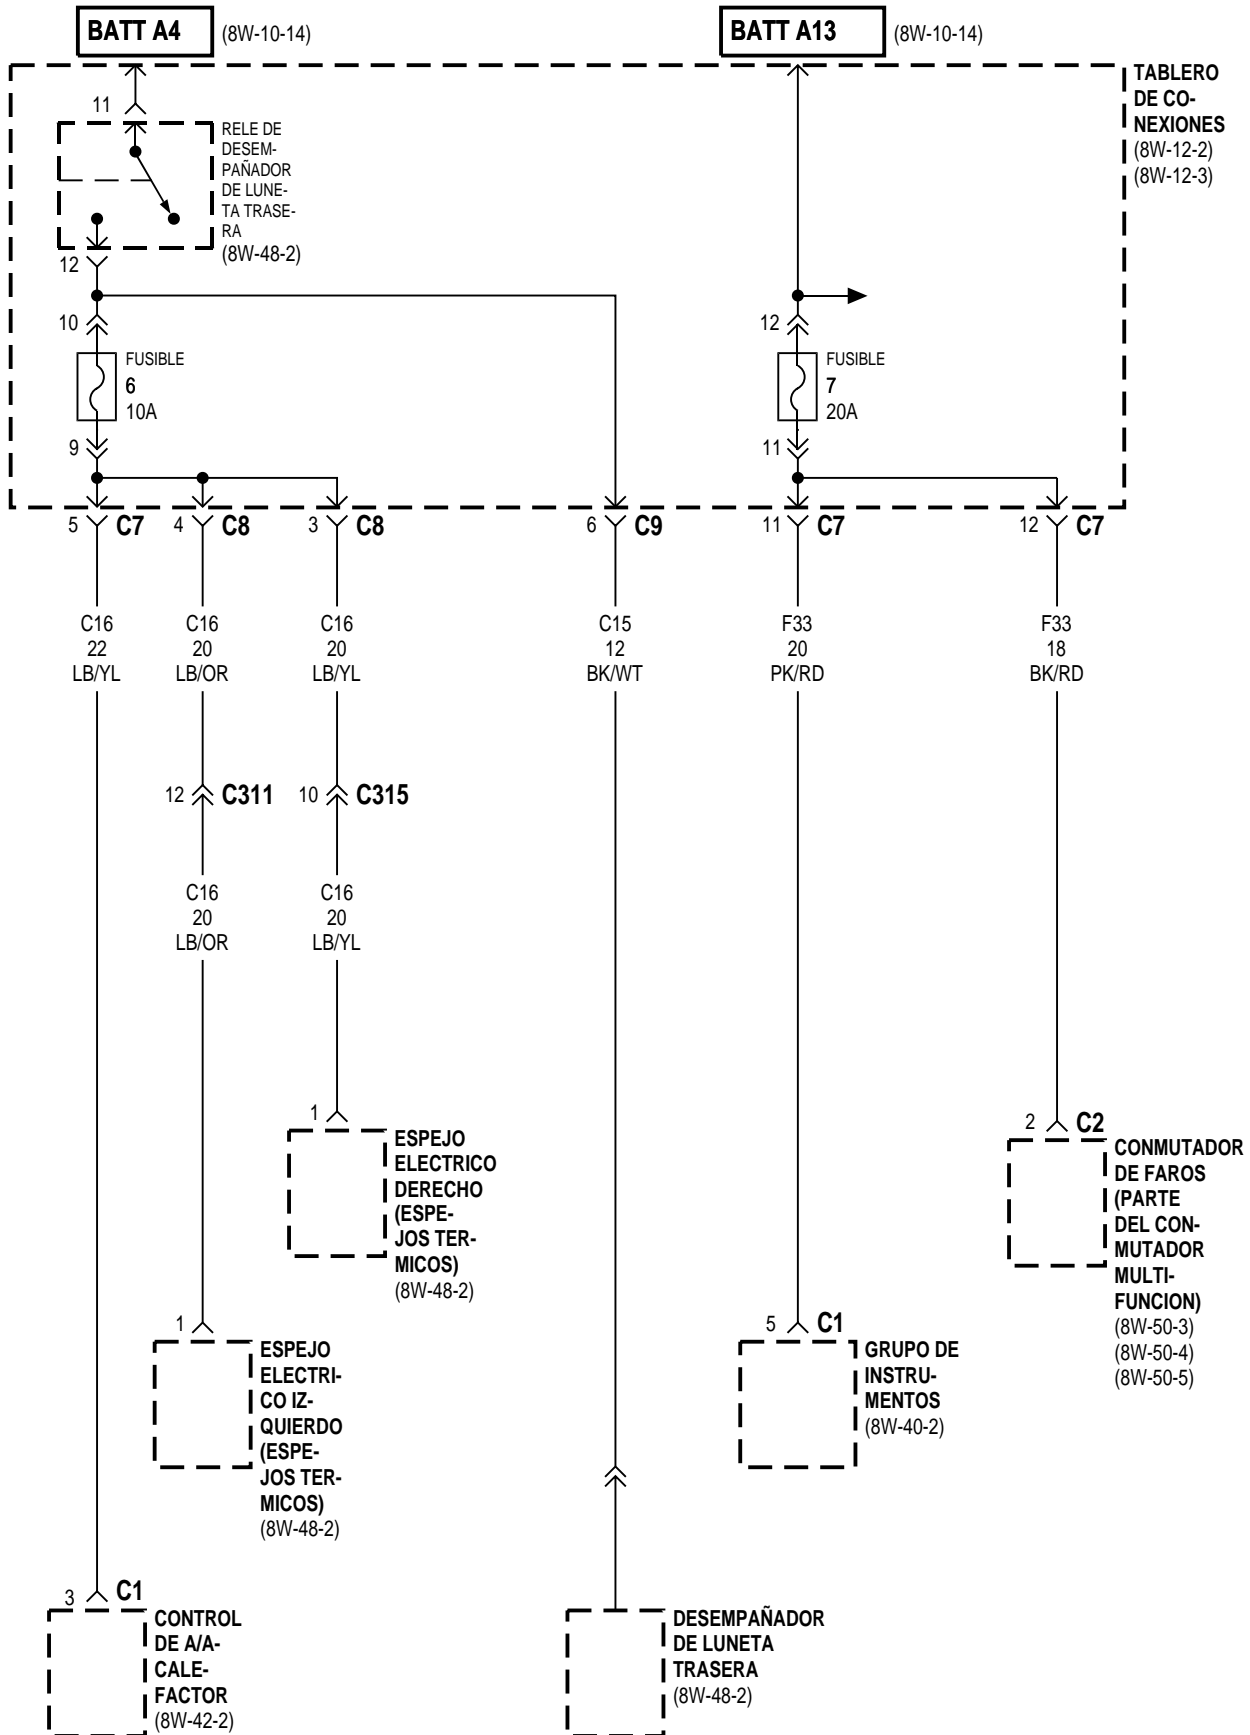 BATT A4 (8W-10-14)
BATT A13 (8W-10-14)
TABLERO
DE CO-
NEXIONES
(8W-12-2)
(8W-12-3)
11
RELE DE
DESEM-
PAÑADOR
DE LUNE-
TA TRASE-
RA
(8W-48-2)
12
10
FUSIBLE
6
10A
9
12
FUSIBLE
7
20A
11
5 C7
4 C8
3 C8
6 C9
11 C7
12 C7
C16
22
LB/YL
C16
20
LB/OR
C16
20
LB/YL
C15
12
BK/WT
F33
20
PK/RD
F33
18
BK/RD
12 C311
10 C315
C16
20
LB/OR
C16
20
LB/YL
1
ESPEJO
ELECTRICO
DERECHO
(ESPE-
JOS TER-
MICOS)
(8W-48-2)
2 C2
CONMUTADOR
DE FAROS
(PARTE
DEL CON-
MUTADOR
MULTI-
FUNCION)
(8W-50-3)
(8W-50-4)
(8W-50-5)
1
ESPEJO
ELECTRI-
CO IZ-
QUIERDO
(ESPE-
JOS TER-
MICOS)
(8W-48-2)
5 C1
GRUPO DE
INSTRU-
MENTOS
(8W-40-2)
3 C1
CONTROL
DE A/A-
CALE-
FACTOR
(8W-42-2)
DESEMPAÑADOR
DE LUNETA
TRASERA
(8W-48-2)